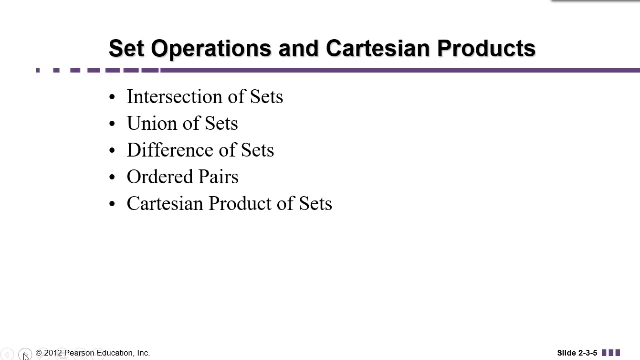 Set Operations and Cartesian Products
• Intersection of Sets
• Union of Sets
• Difference of Sets
• Ordered Pairs
• Cartesian Product of Sets
© 2012 Pearson Education, Inc.
Slide 2-3-5